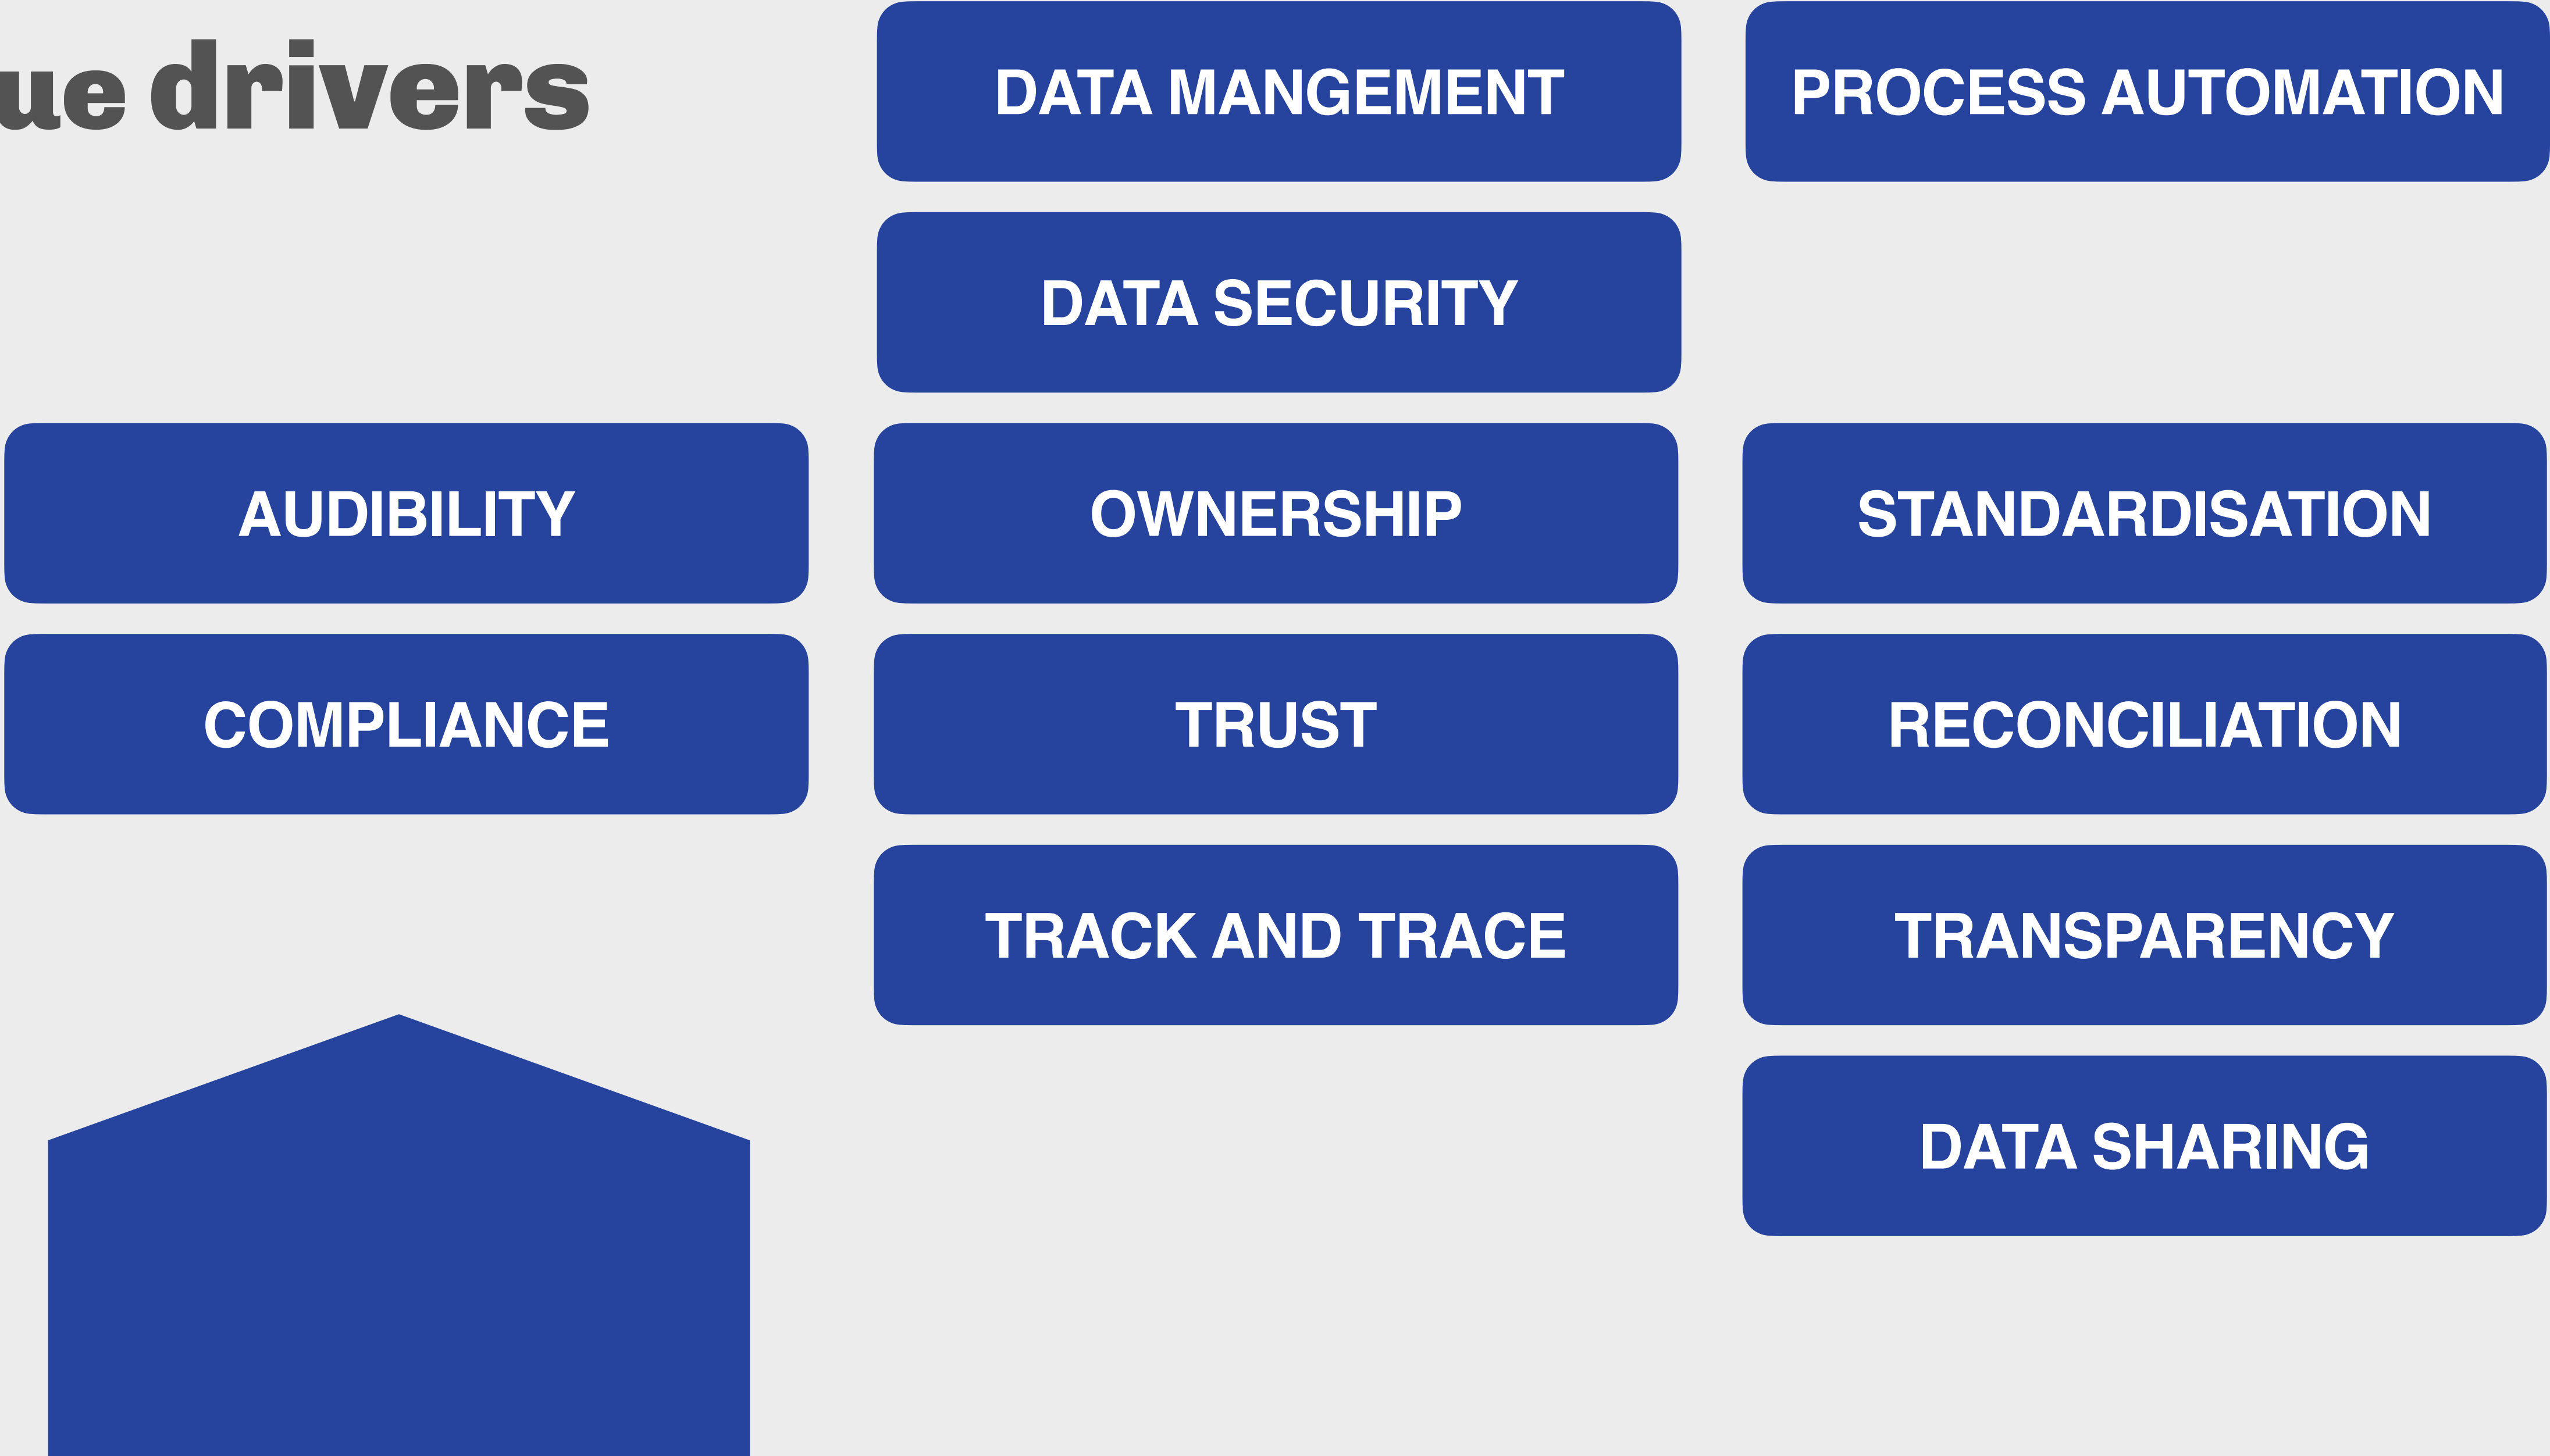 ue drivers
DATA MANGEMENT
PROCESS AUTOMATION
DATA SECURITY
AUDIBILITY
OWNERSHIP
STANDARDISATION
COMPLIANCE
TRUST
RECONCILIATION
TRACK AND TRACE
TRANSPARENCY
DATA SHARING